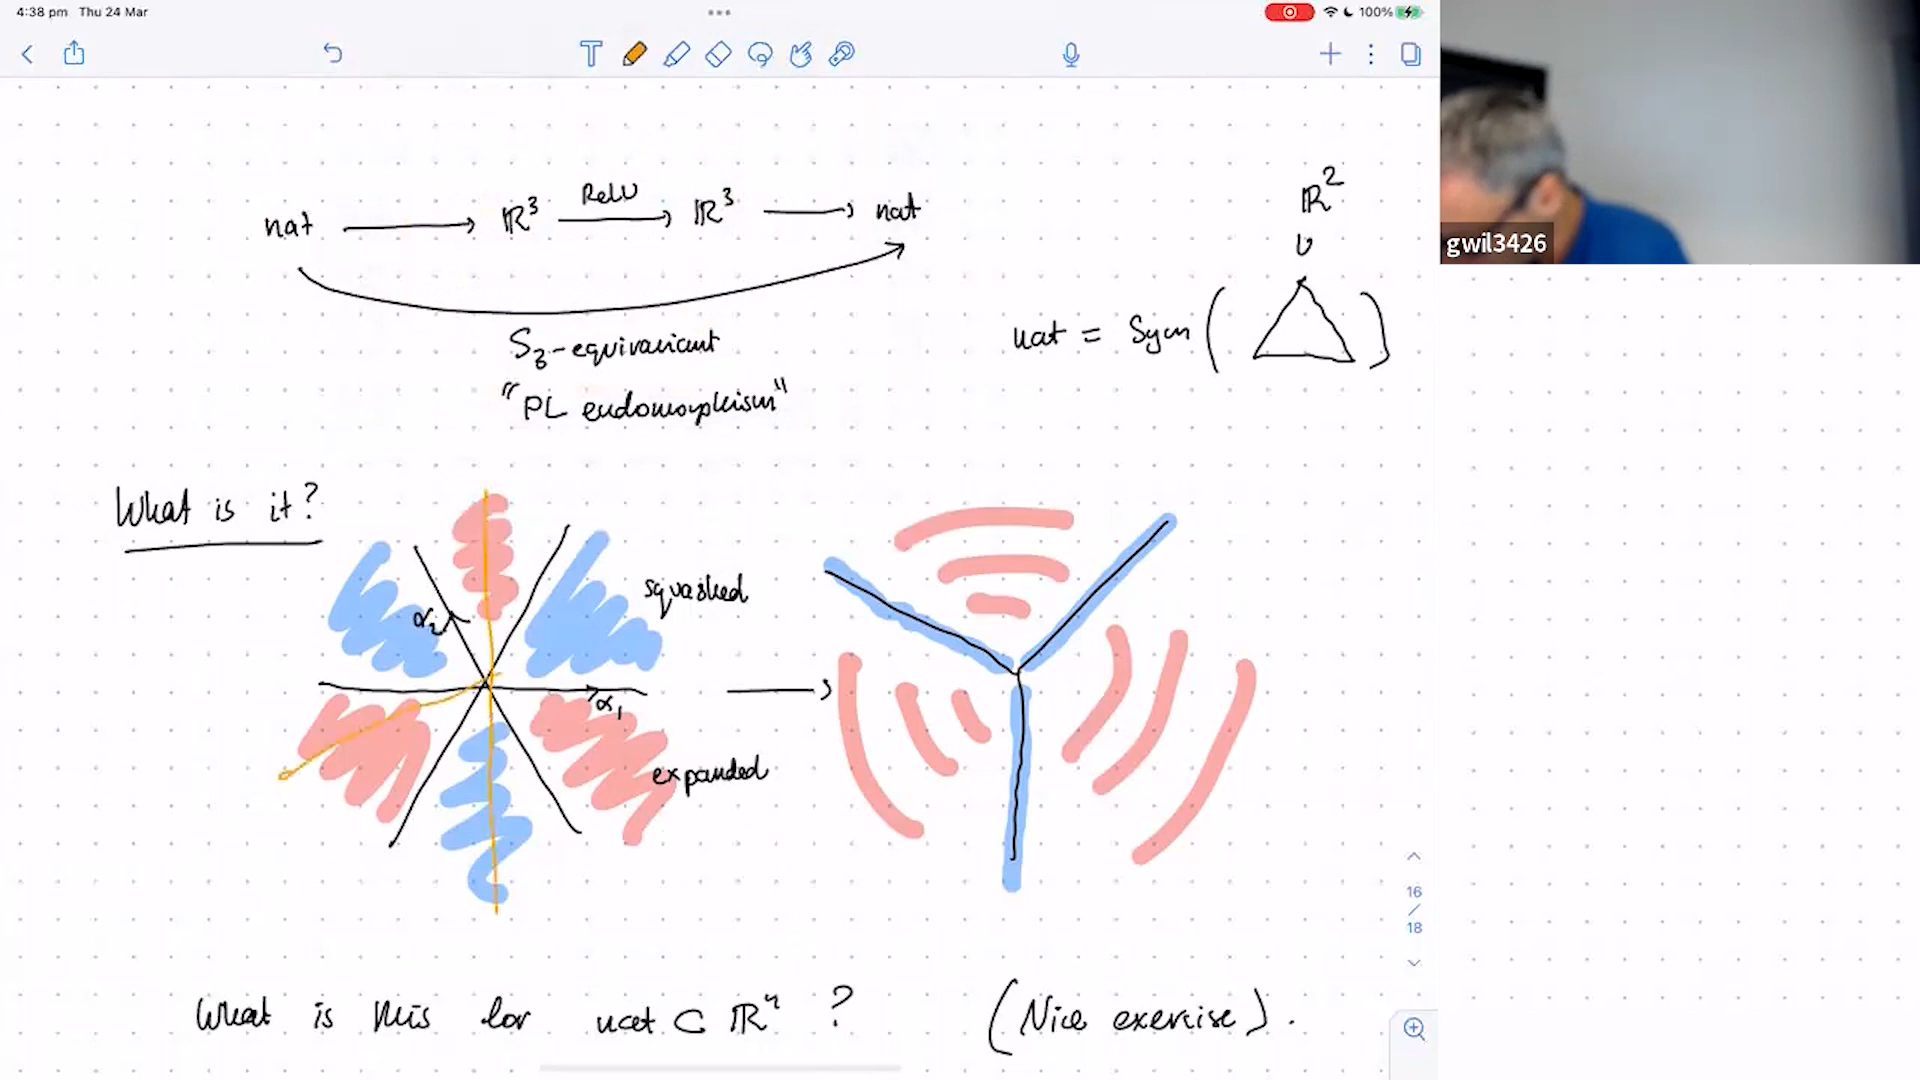 4:38 pm Thu 24 Mar
100%
nat → ℝ³ ReLU → ℝ³ → nat
S₃-equivariant
"PL endomorphism"
ℝ²
∪
nat = Sym ( )
gwil3426
What is it?
squashed
α₂
α₁
expanded
16
/
18
What is this for nat ⊂ ℝⁿ ? (Nice exercise).